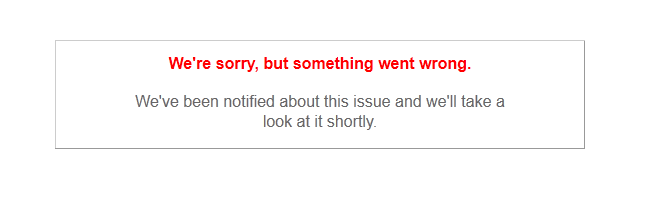 We're sorry, but something went wrong.
We've been notified about this issue and we'll take a
look at it shortly.